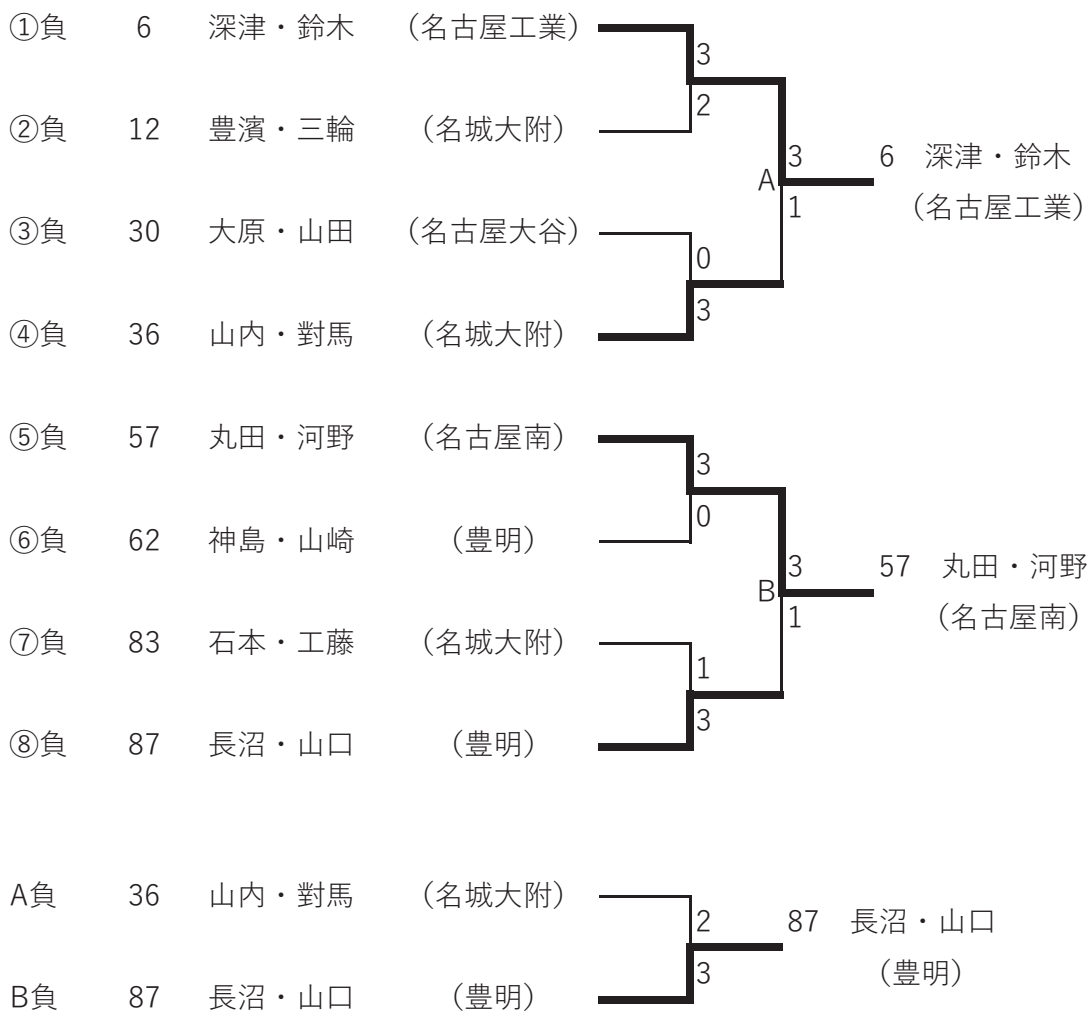 ①負 6 深津・鈴木 (名古屋工業)
3
2
②負 12 豊濱・三輪 (名城大附)
A
3
1
6 深津・鈴木
(名古屋工業)
③負 30 大原・山田 (名古屋大谷)
0
3
④負 36 山内・對馬 (名城大附)
⑤負 57 丸田・河野 (名古屋南)
3
0
⑥負 62 神島・山崎 (豊明)
B
3
1
57 丸田・河野
(名古屋南)
⑦負 83 石本・工藤 (名城大附)
1
3
⑧負 87 長沼・山口 (豊明)
A負 36 山内・對馬 (名城大附)
2
3
87 長沼・山口
(豊明)
B負 87 長沼・山口 (豊明)